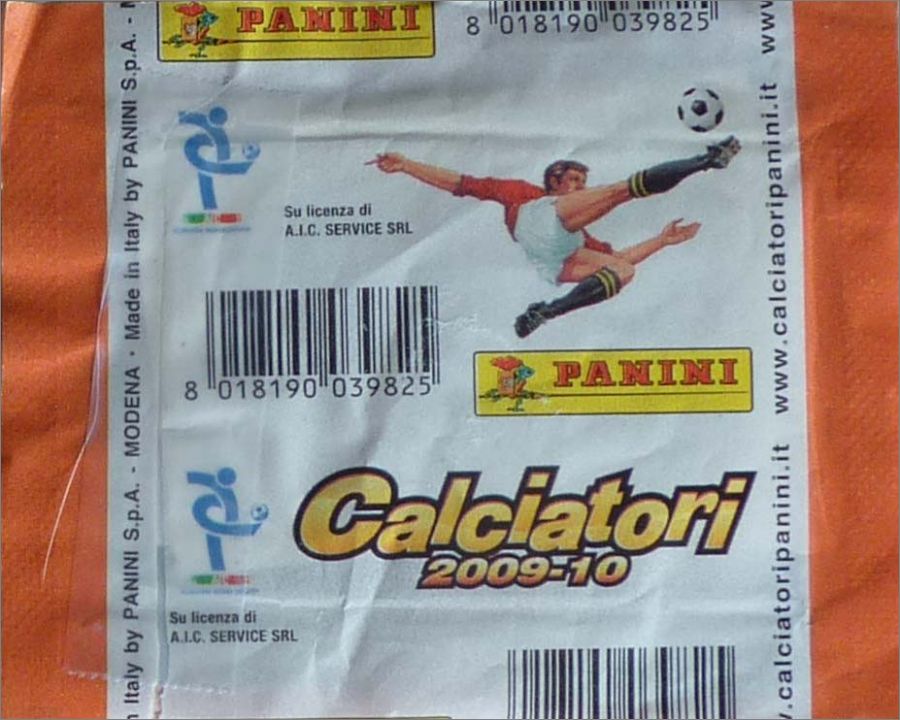 PANINI
8 018190 039825
Su licenza di
A.I.C. SERVICE SRL
8 018190 039825
PANINI
Calciatori
2009-10
Su licenza di
A.I.C. SERVICE SRL
n Italy by PANINI S.p.A. - MODENA - Made in Italy by PANINI S.p.A. -
www.calciatoripanini.it
.calciatoripanini.it